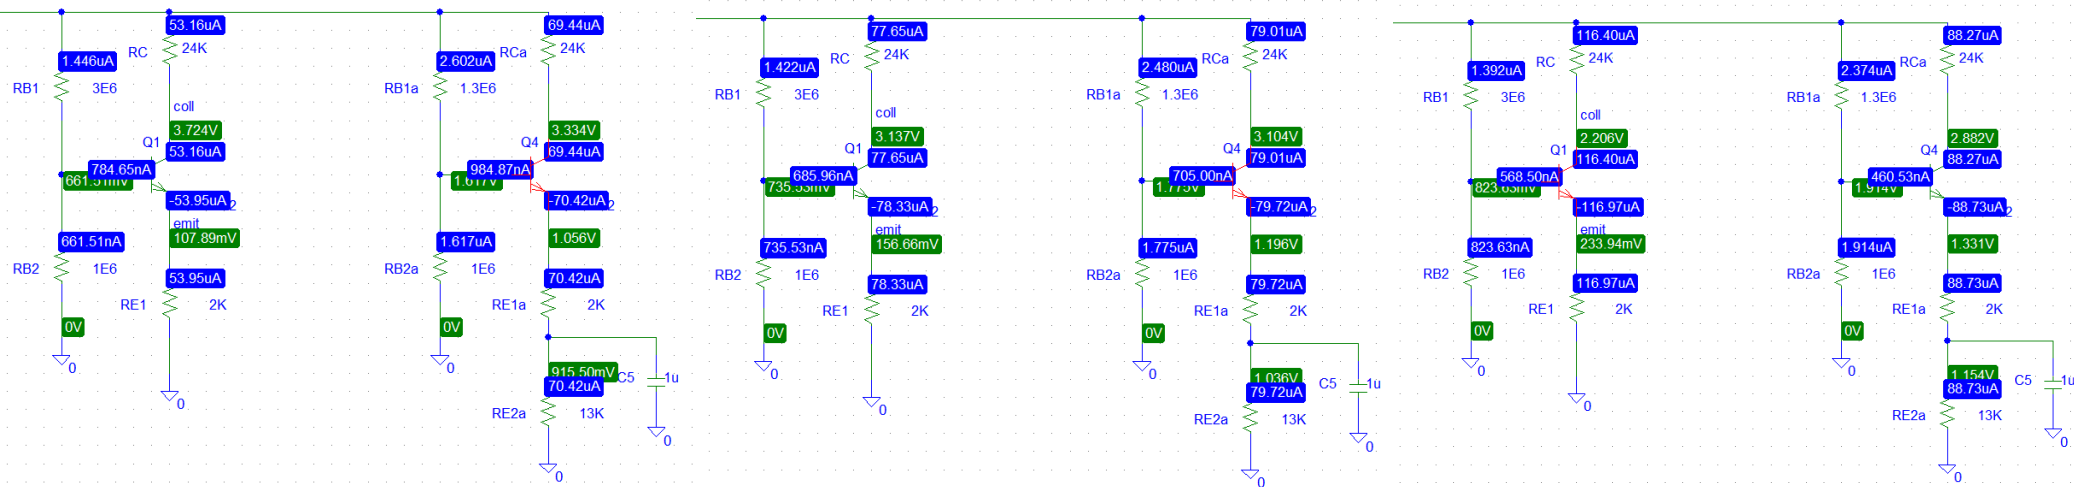 53.16uA
69.44uA
1.446uA
RC
24K
2.602uA
RCa
24K
RB1
3E6
RB1a
1.3E6
coll
3.724V
3.334V
Q1
53.16uA
Q4
69.44uA
784.65nA
984.87nA
661.51mV
1.617V
-53.95uA
-70.42uA
emit
661.51nA
107.89mV
1.617uA
1.056V
RB2
1E6
53.95uA
RB2a
1E6
70.42uA
RE1
2K
RE1a
2K
0V
0V
0
0
915.50mV
C5
1u
70.42uA
0
RE2a
13K
0
0
77.65uA
79.01uA
1.422uA
RC
24K
2.480uA
RCa
24K
RB1
3E6
RB1a
1.3E6
coll
3.137V
3.104V
Q1
77.65uA
Q4
79.01uA
685.96nA
705.00nA
735.53mV
1.775V
-78.33uA
-79.72uA
emit
735.53nA
156.66mV
1.775uA
1.196V
RB2
1E6
78.33uA
RB2a
1E6
79.72uA
RE1
2K
RE1a
2K
0V
0V
0
0
1.036V
C5
1u
79.72uA
0
RE2a
13K
0
0
116.40uA
88.27uA
1.392uA
RC
24K
2.374uA
RCa
24K
RB1
3E6
RB1a
1.3E6
coll
2.206V
2.882V
Q1
116.40uA
Q4
88.27uA
568.50nA
460.53nA
823.63mV
1.914V
-116.97uA
-88.73uA
emit
823.63nA
233.94mV
1.914uA
1.331V
RB2
1E6
116.97uA
RB2a
1E6
88.73uA
RE1
2K
RE1a
2K
0V
0V
0
0
1.154V
C5
1u
88.73uA
0
RE2a
13K
0
0